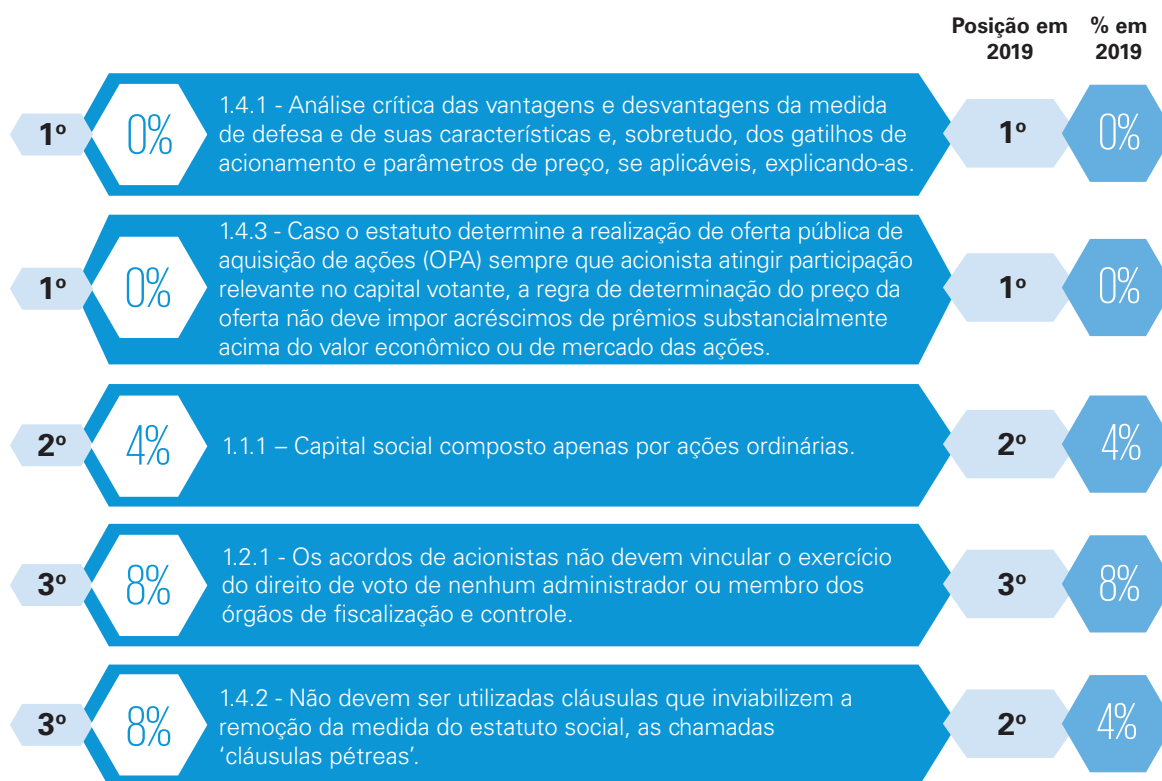 Posição em
2019
% em
2019
1º
0%
1.4.1 - Análise crítica das vantagens e desvantagens da medida
de defesa e de suas características e, sobretudo, dos gatilhos de
acionamento e parâmetros de preço, se aplicáveis, explicando-as.
1º
0%
1º
0%
1.4.3 - Caso o estatuto determine a realização de oferta pública de
aquisição de ações (OPA) sempre que acionista atingir participação
relevante no capital votante, a regra de determinação do preço da
oferta não deve impor acréscimos de prêmios substancialmente
acima do valor econômico ou de mercado das ações.
1º
0%
2º
4%
1.1.1 – Capital social composto apenas por ações ordinárias.
2º
4%
3º
8%
1.2.1 - Os acordos de acionistas não devem vincular o exercício
do direito de voto de nenhum administrador ou membro dos
órgãos de fiscalização e controle.
3º
8%
3º
8%
1.4.2 - Não devem ser utilizadas cláusulas que inviabilizem a
remoção da medida do estatuto social, as chamadas
‘cláusulas pétreas’.
2º
4%